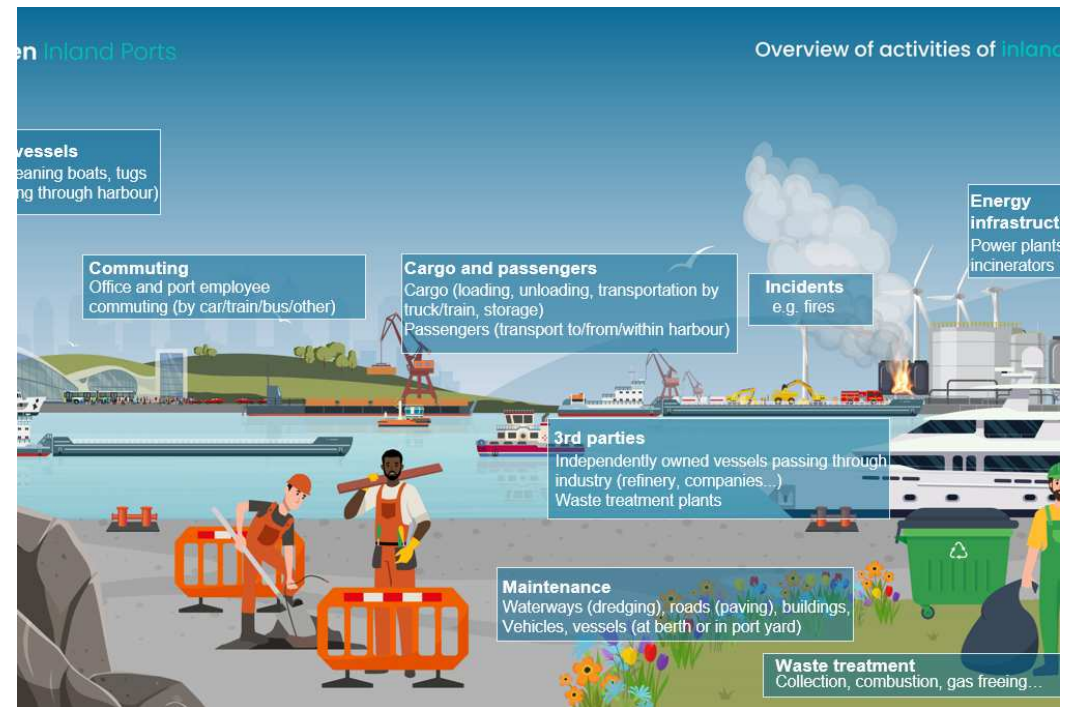 en Inland Ports
Overview of activities of inland
vessels
eaning boats, tugs
ng through harbour)
Energy
infrastruct
Power plants
incinerators
Commuting
Office and port employee
commuting (by car/train/bus/other)
Cargo and passengers
Cargo (loading, unloading, transportation by
truck/train, storage)
Passengers (transport to/from/within harbour)
Incidents
e.g. fires
3rd parties
Independently owned vessels passing through
industry (refinery, companies...)
Waste treatment plants
Maintenance
Waterways (dredging), roads (paving), buildings,
Vehicles, vessels (at berth or in port yard)
Waste treatment
Collection, combustion, gas freeing...